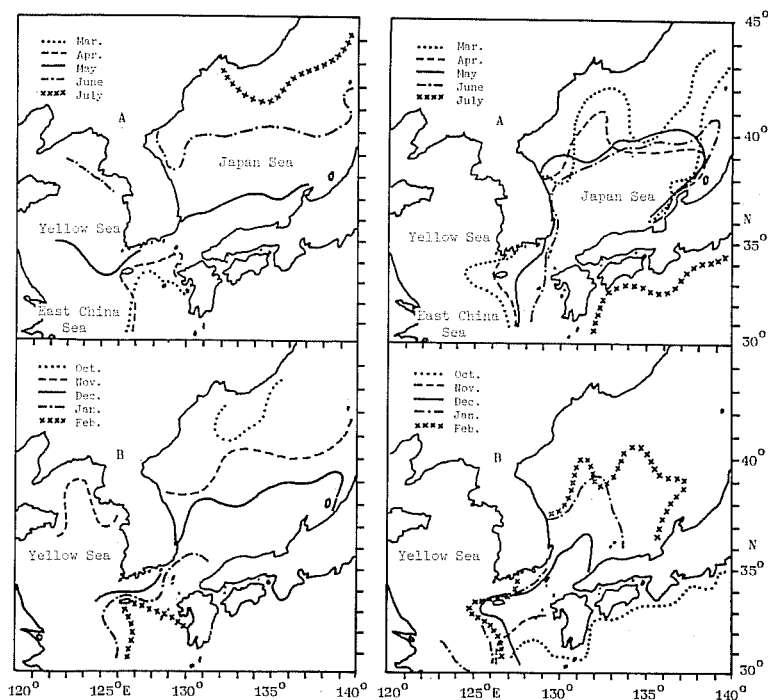 Mar.
Apr.
May
June
July
A
Japan Sea
Yellow Sea
East China
Sea
Mar.
Apr.
May
June
July
A
Japan Sea
Yellow Sea
East China Sea
45°
40°
N
35°
30°
Oct.
Nov.
Dec.
Jan.
Feb.
B
Yellow Sea
120° 125°E 130° 135° 140°
Oct.
Nov.
Dec.
Jan.
Feb.
B
Yellow Sea
40°
N
35°
30°
120° 125°E 130° 135° 140°